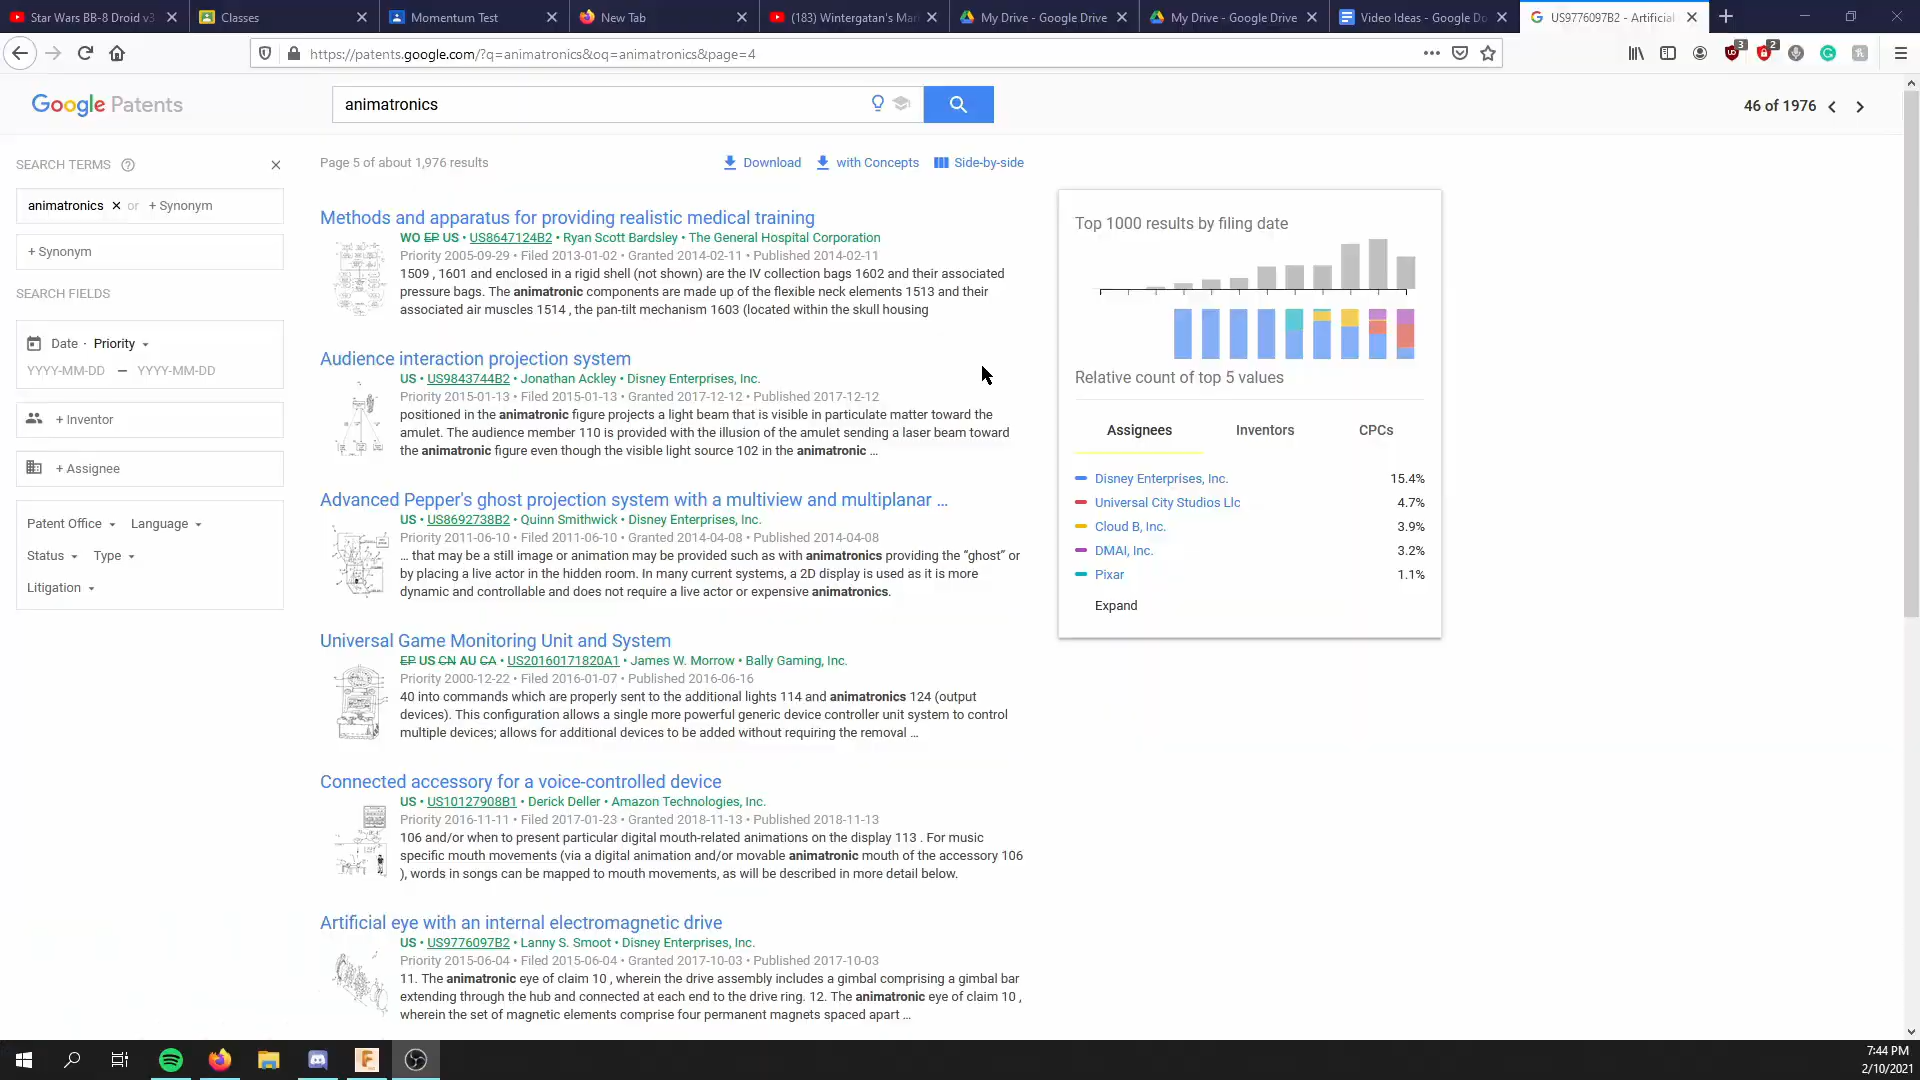 Star Wars BB-8 Droid v3
Classes
Momentum Test
New Tab
(183) Wintergatan's Mar
My Drive - Google Drive
My Drive - Google Drive
Video Ideas - Google Do
US9776097B2 - Artificial
https://patents.google.com/?q=animatronics&oq=animatronics&page=4
3
2
Google Patents
animatronics
46 of 1976
SEARCH TERMS
animatronics or + Synonym
+ Synonym
SEARCH FIELDS
Date · Priority
YYYY-MM-DD — YYYY-MM-DD
+ Inventor
+ Assignee
Patent Office Language
Status Type
Litigation
Page 5 of about 1,976 results
Download
with Concepts
Side-by-side
Methods and apparatus for providing realistic medical training
WO EP US • US8647124B2 • Ryan Scott Bardsley • The General Hospital Corporation
Priority 2005-09-29 • Filed 2013-01-02 • Granted 2014-02-11 • Published 2014-02-11
1509 , 1601 and enclosed in a rigid shell (not shown) are the IV collection bags 1602 and their associated
pressure bags. The animatronic components are made up of the flexible neck elements 1513 and their
associated air muscles 1514 , the pan-tilt mechanism 1603 (located within the skull housing
Audience interaction projection system
US • US9843744B2 • Jonathan Ackley • Disney Enterprises, Inc.
Priority 2015-01-13 • Filed 2015-01-13 • Granted 2017-12-12 • Published 2017-12-12
positioned in the animatronic figure projects a light beam that is visible in particulate matter toward the
amulet. The audience member 110 is provided with the illusion of the amulet sending a laser beam toward
the animatronic figure even though the visible light source 102 in the animatronic …
Advanced Pepper's ghost projection system with a multiview and multiplanar …
US • US8692738B2 • Quinn Smithwick • Disney Enterprises, Inc.
Priority 2011-06-10 • Filed 2011-06-10 • Granted 2014-04-08 • Published 2014-04-08
… that may be a still image or animation may be provided such as with animatronics providing the “ghost” or
by placing a live actor in the hidden room. In many current systems, a 2D display is used as it is more
dynamic and controllable and does not require a live actor or expensive animatronics.
Universal Game Monitoring Unit and System
EP US CN AU CA • US20160171820A1 • James W. Morrow • Bally Gaming, Inc.
Priority 2000-12-22 • Filed 2016-01-07 • Published 2016-06-16
40 into commands which are properly sent to the additional lights 114 and animatronics 124 (output
devices). This configuration allows a single more powerful generic device controller unit system to control
multiple devices; allows for additional devices to be added without requiring the removal …
Connected accessory for a voice-controlled device
US • US10127908B1 • Derick Deller • Amazon Technologies, Inc.
Priority 2016-11-11 • Filed 2017-01-23 • Granted 2018-11-13 • Published 2018-11-13
106 and/or when to present particular digital mouth-related animations on the display 113 . For music
specific mouth movements (via a digital animation and/or movable animatronic mouth of the accessory 106
), words in songs can be mapped to mouth movements, as will be described in more detail below.
Artificial eye with an internal electromagnetic drive
US • US9776097B2 • Lanny S. Smoot • Disney Enterprises, Inc.
Priority 2015-06-04 • Filed 2015-06-04 • Granted 2017-10-03 • Published 2017-10-03
11. The animatronic eye of claim 10 , wherein the drive assembly includes a gimbal comprising a gimbal bar
extending through the hub and connected at each end to the drive ring. 12. The animatronic eye of claim 10 ,
wherein the set of magnetic elements comprise four permanent magnets spaced apart …
Top 1000 results by filing date
Relative count of top 5 values
Assignees Inventors CPCs
Disney Enterprises, Inc. 15.4%
Universal City Studios Llc 4.7%
Cloud B, Inc. 3.9%
DMAI, Inc. 3.2%
Pixar 1.1%
Expand
7:44 PM
2/10/2021